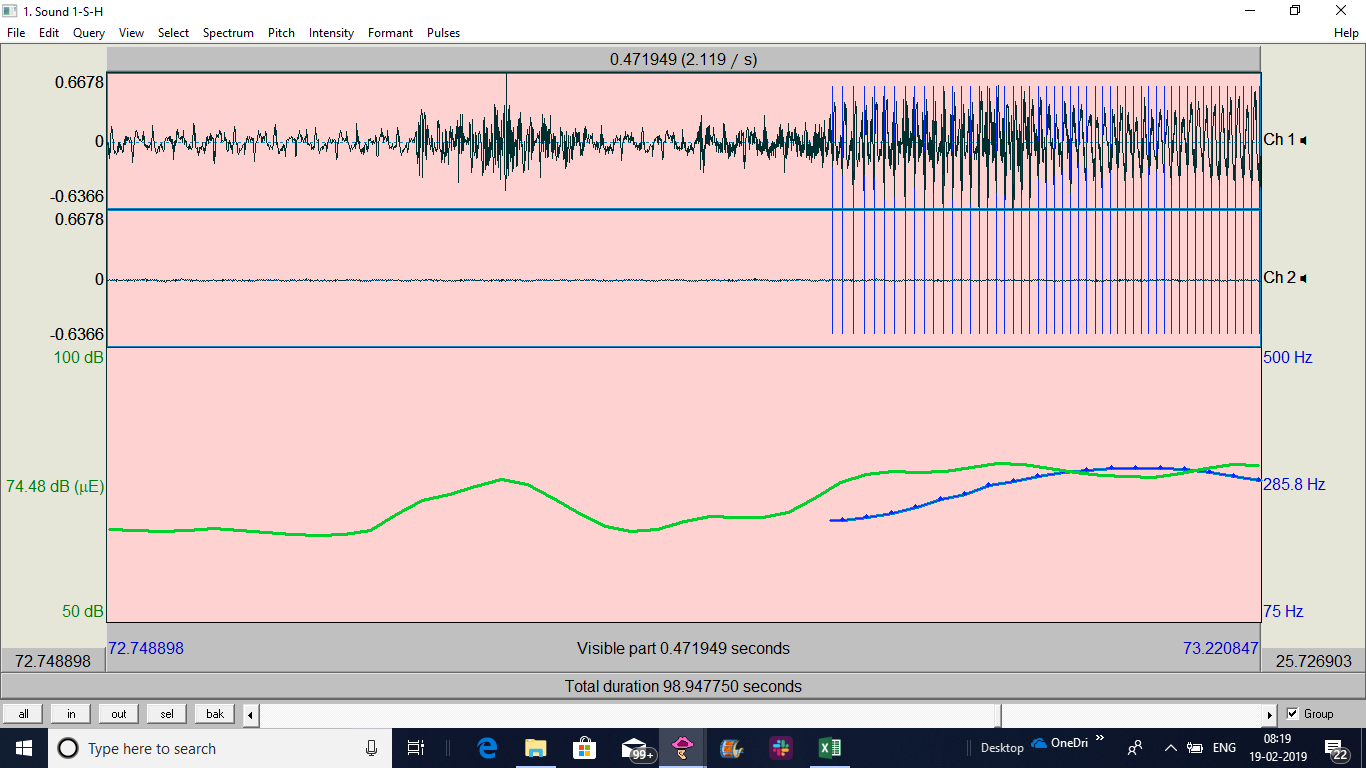 1. Sound 1-S-H
File Edit Query View Select Spectrum Pitch Intensity Formant Pulses Help
0.471949 (2.119 / s)
0.6678
0
-0.6366
Ch 1
0.6678
0
-0.6366
Ch 2
100 dB
500 Hz
74.48 dB (µE)
285.8 Hz
50 dB
75 Hz
72.748898
72.748898
Visible part 0.471949 seconds
73.220847
25.726903
Total duration 98.947750 seconds
all in out sel bak Group
Type here to search
99+
Desktop
OneDri
ENG
08:19
19-02-2019
22